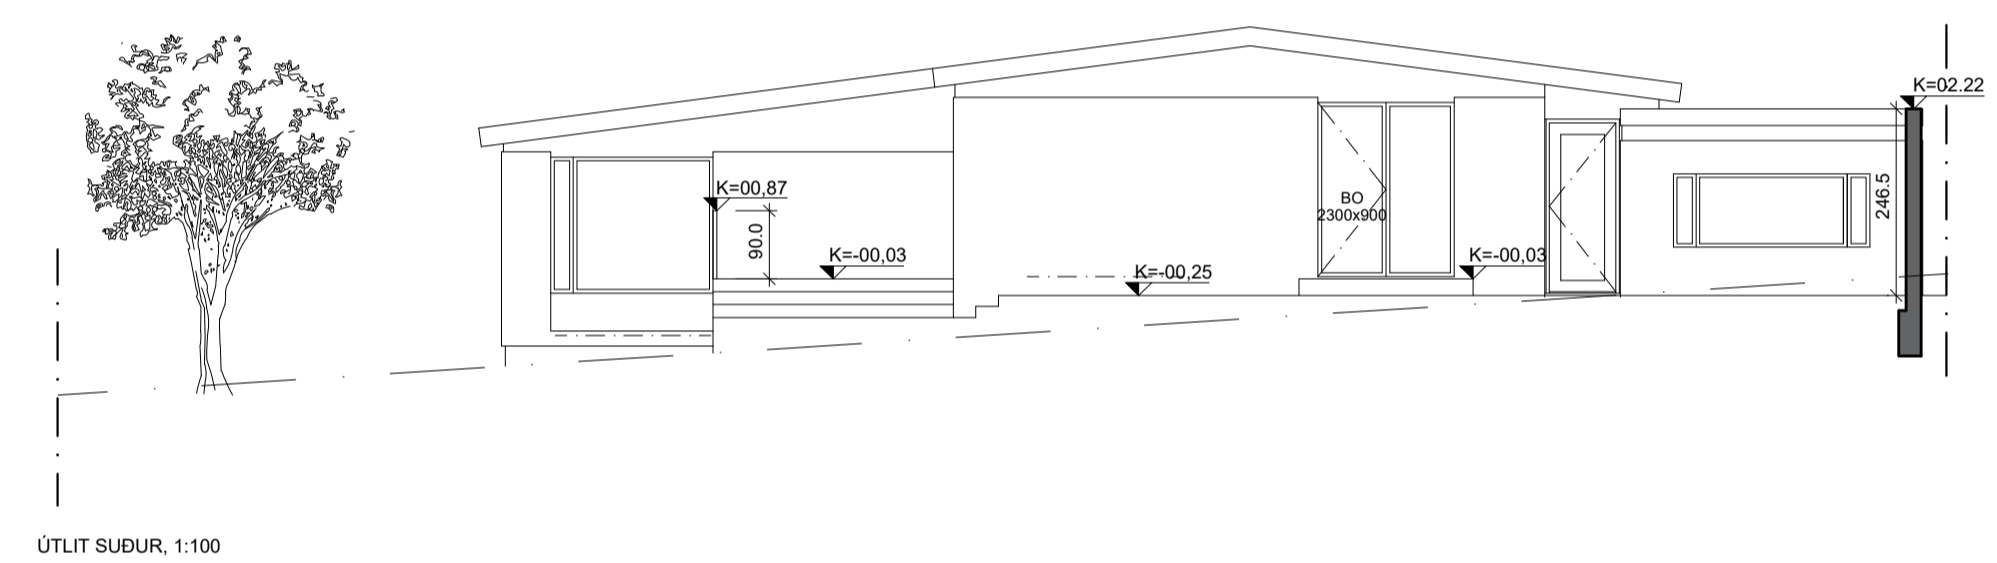 K=02.22
K=00,87
90.0
K=-00,03
K=-00,25
BO
2300x900
K=-00,03
246.5
ÚTLIT SUÐUR, 1:100